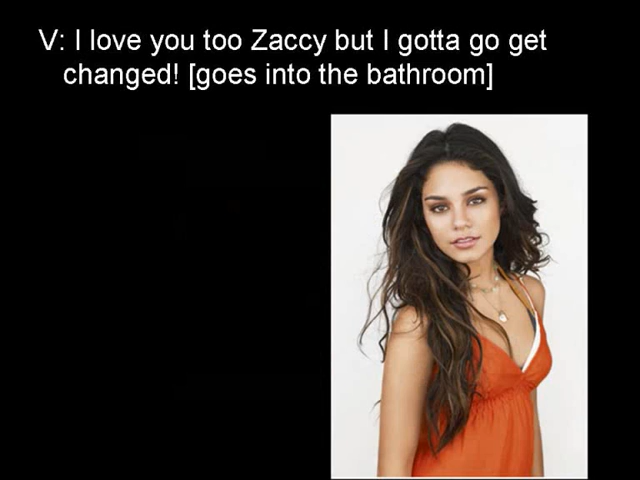 V: I love you too Zaccy but I gotta go get
changed! [goes into the bathroom]